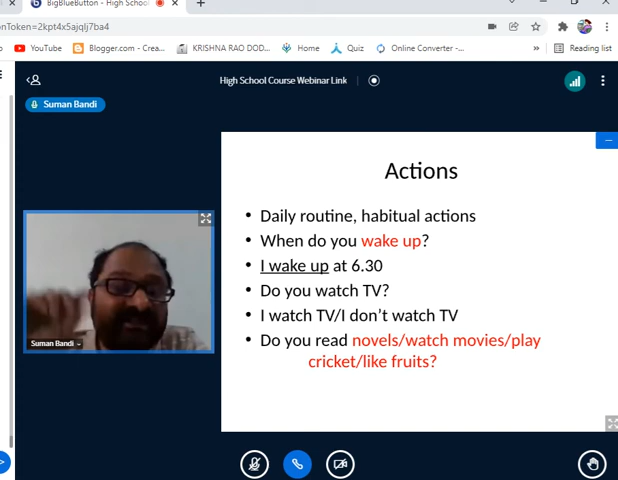 BigBlueButton - High School
onToken=2kpt4x5ajqlj7ba4
YouTube
Blogger.com - Crea...
KRISHNA RAO DOD...
Home
Quiz
Online Converter -...
»
Reading list
High School Course Webinar Link
Suman Bandi
Actions
• Daily routine, habitual actions
• When do you wake up?
• I wake up at 6.30
• Do you watch TV?
• I watch TV/I don't watch TV
• Do you read novels/watch movies/play
cricket/like fruits?
Suman Bandi